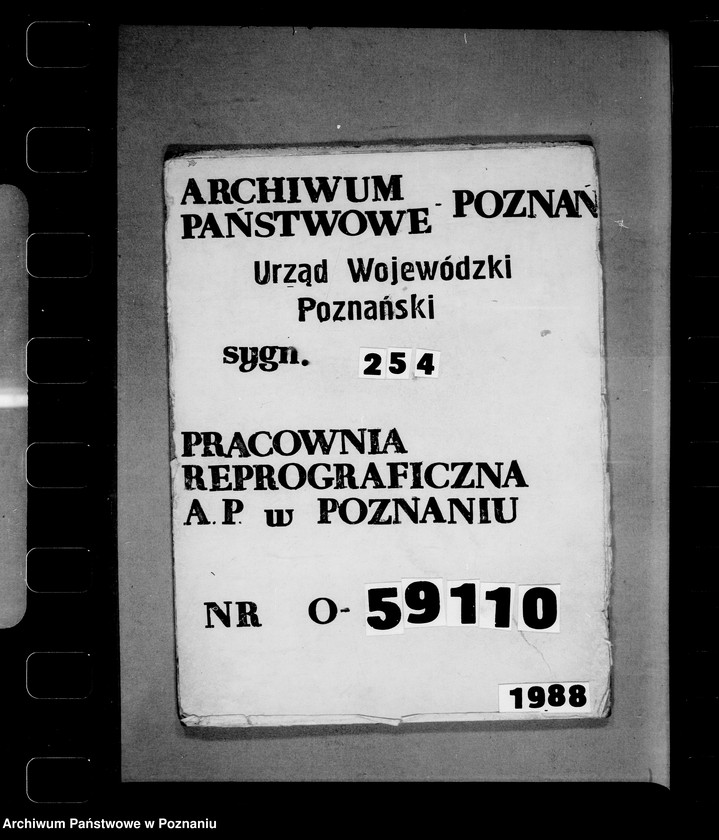 ARCHIWUM
PAŃSTWOWE - POZNAŃ
Urząd Wojewódzki
Poznański
sygn. 254
PRACOWNIA
REPROGRAFICZNA
A.P. w POZNANIU
NR O-59110
1988
Archiwum Państwowe w Poznaniu